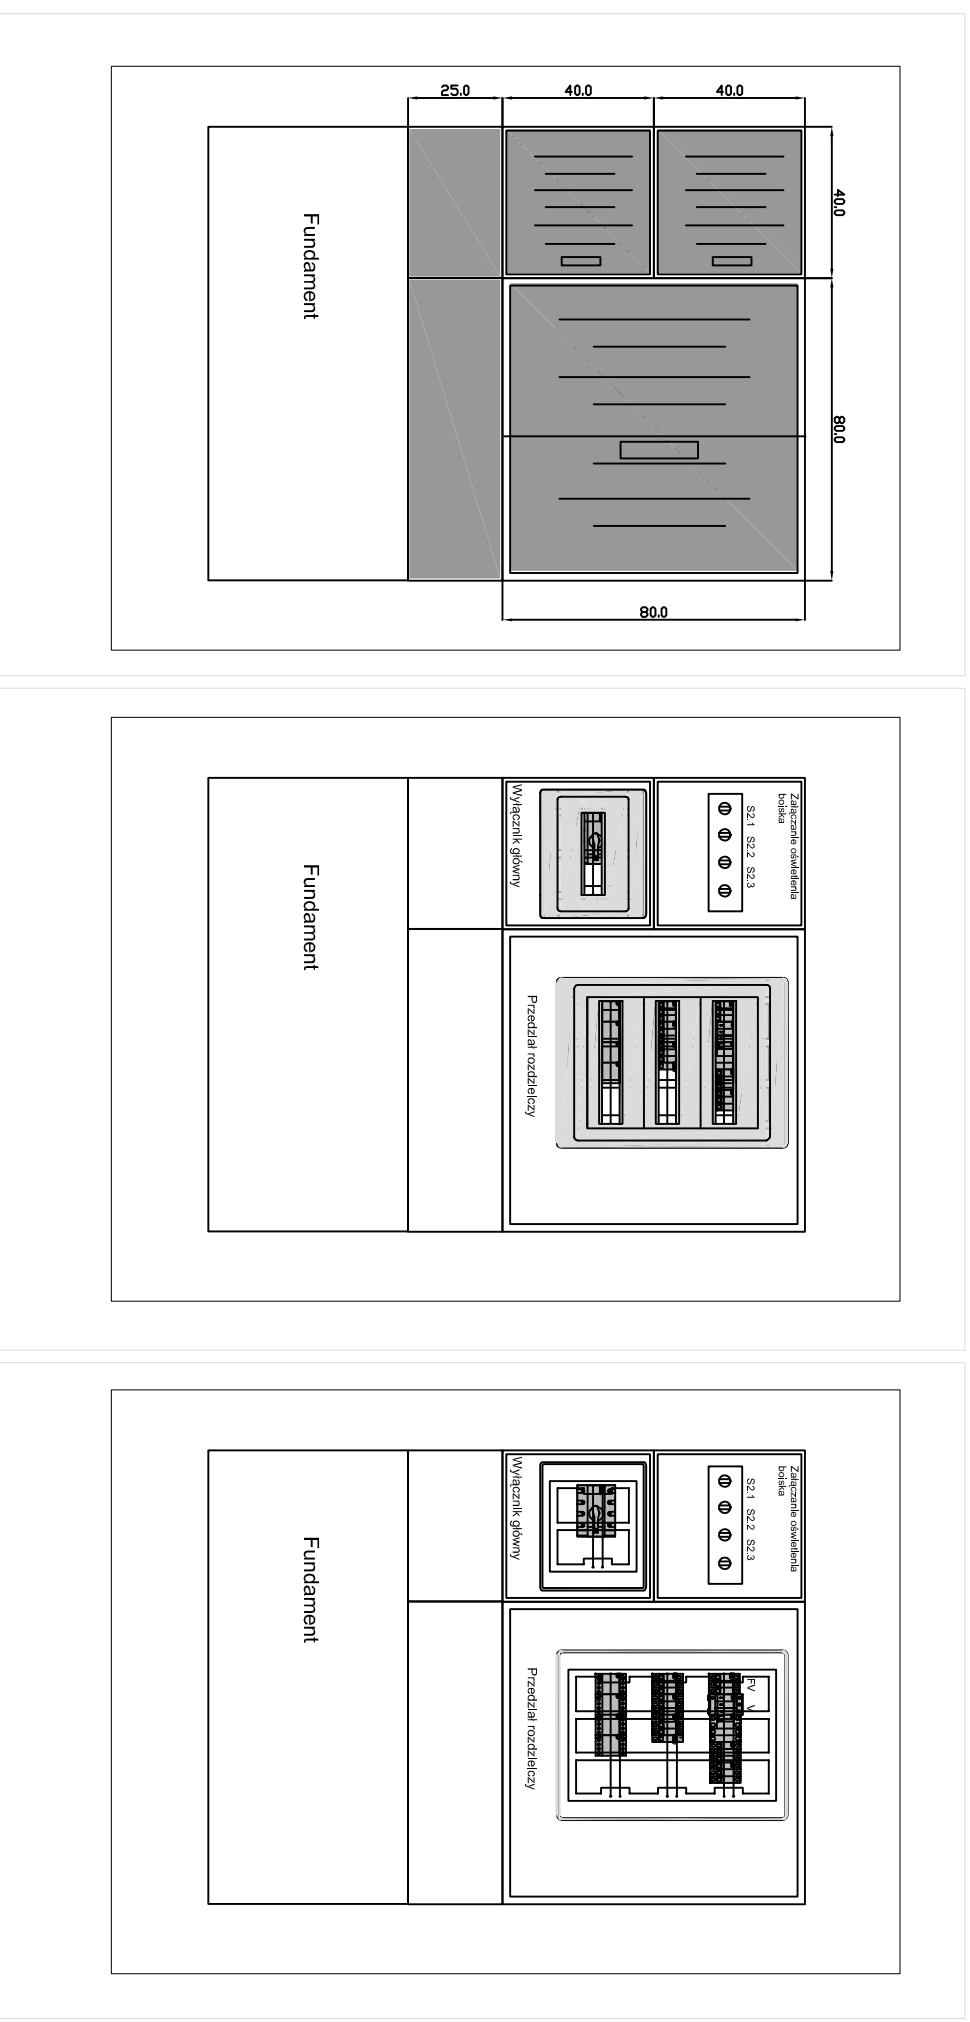 25.0
40.0
40.0
40.0
80.0
80.0
Fundament
Załączanie oświetlenia
boiska
S2.1 S2.2 S2.3
Wyłącznik główny
Przedział rozdzielczy
Fundament
Załączanie oświetlenia
boiska
S2.1 S2.2 S2.3
Wyłącznik główny
FV V
Przedział rozdzielczy
Fundament